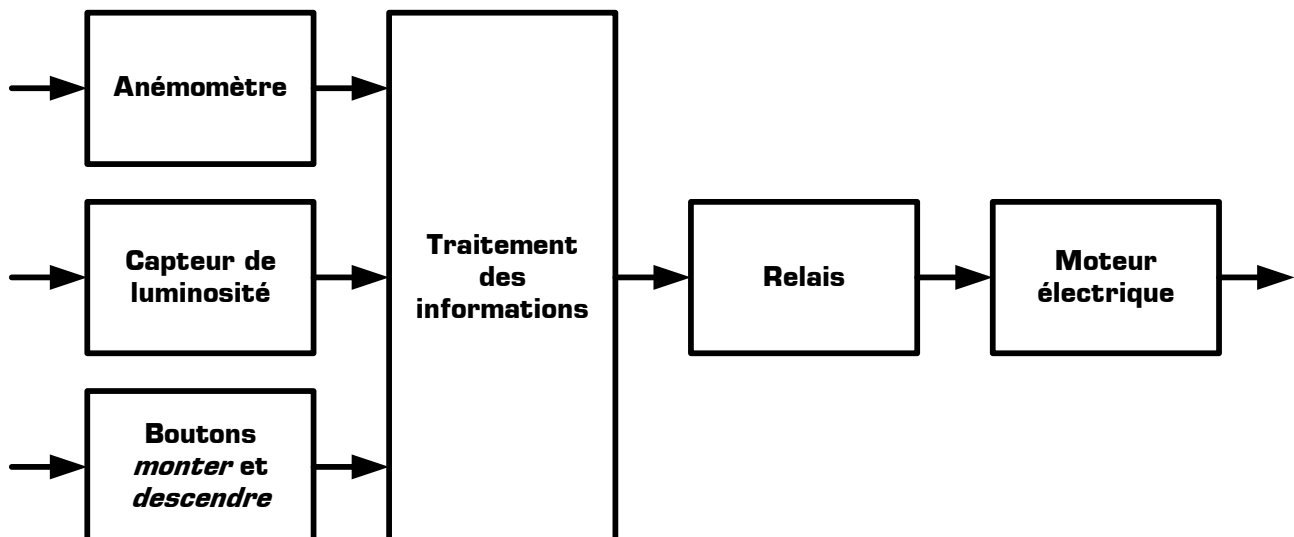 Anémomètre
Capteur de
luminosité
Boutons
monter et
descendre
Traitement
des
informations
Relais
Moteur
électrique